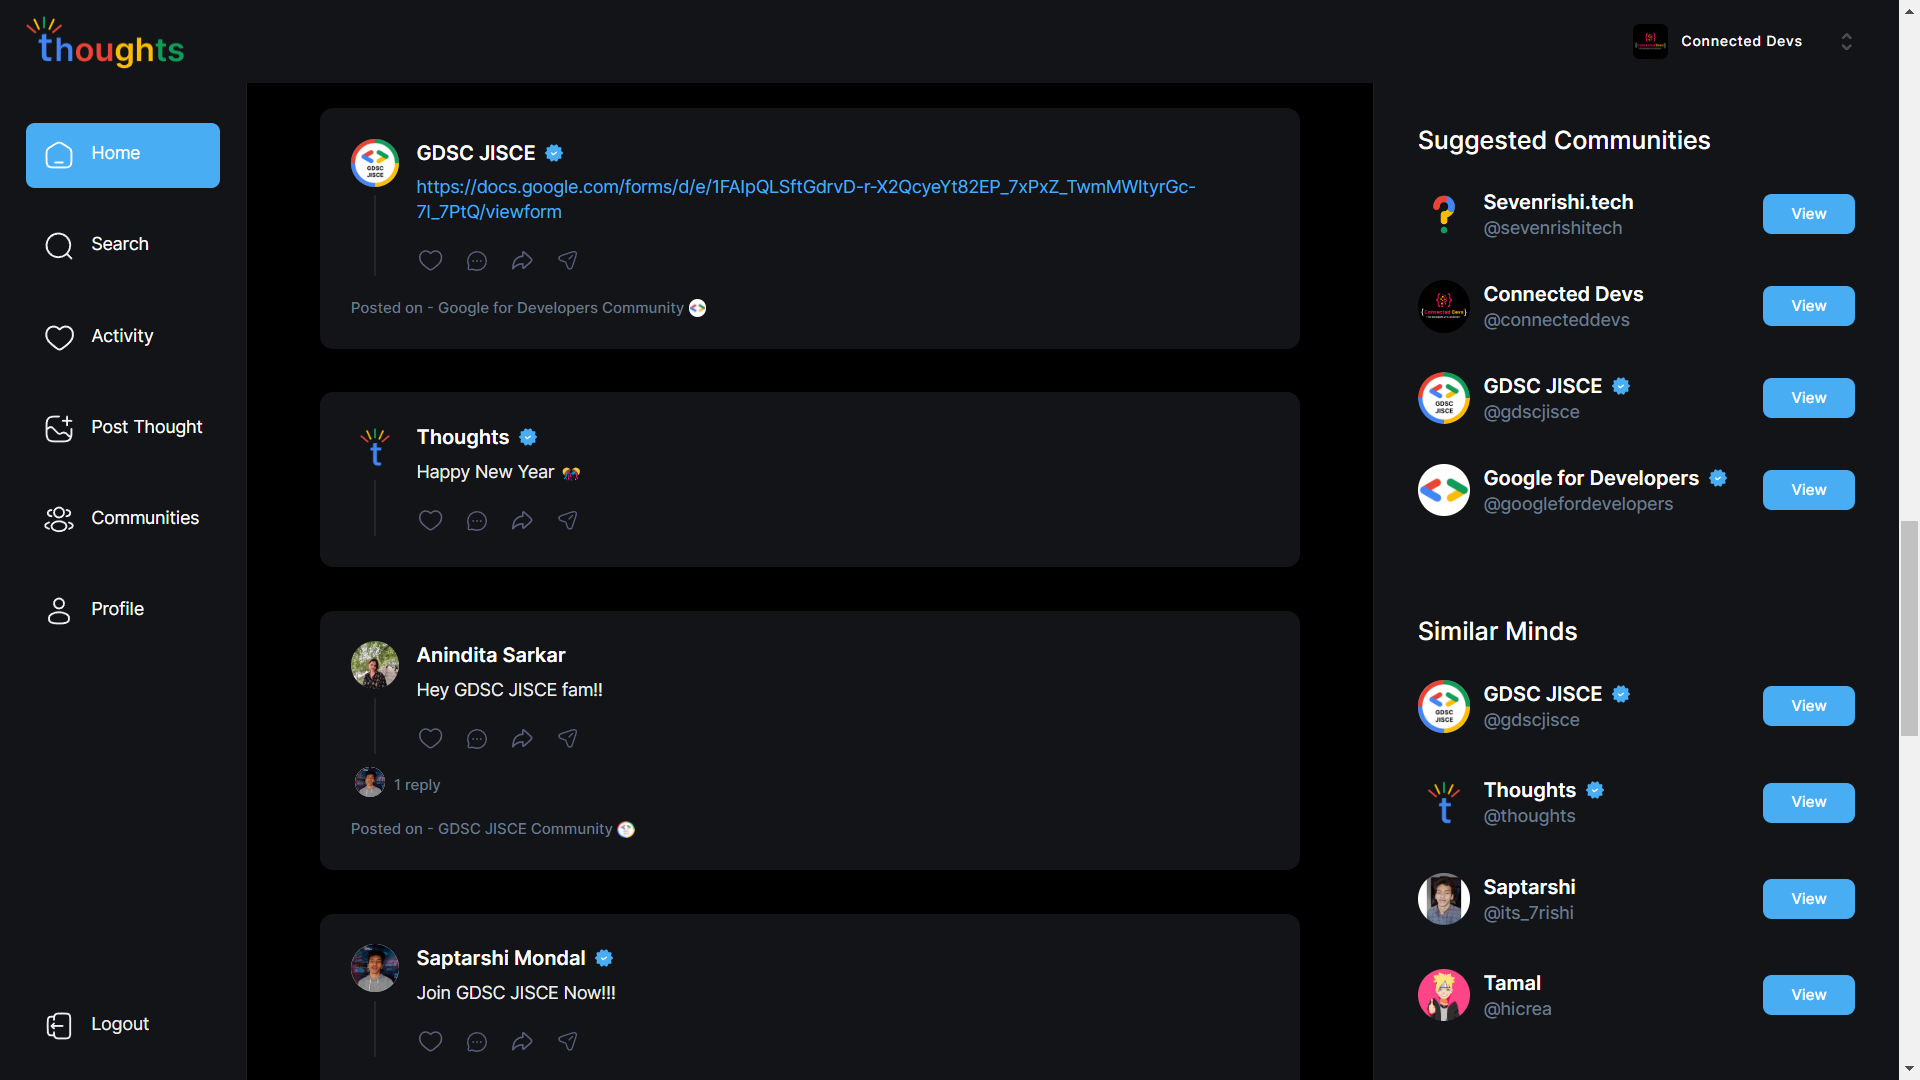 thoughts
Connected Devs
Home
Search
Activity
Post Thought
Communities
Profile
Logout
GDSC JISCE
https://docs.google.com/forms/d/e/1FAIpQLSftGdrvD-r-X2QcyeYt82EP_7xPxZ_TwmMWItyrGc-
7l_7PtQ/viewform
Posted on - Google for Developers Community
Thoughts
Happy New Year
Anindita Sarkar
Hey GDSC JISCE fam!!
1 reply
Posted on - GDSC JISCE Community
Saptarshi Mondal
Join GDSC JISCE Now!!!
Suggested Communities
Sevenrishi.tech
@sevenrishitech
View
Connected Devs
@connecteddevs
View
GDSC JISCE
@gdscjisce
View
Google for Developers
@googlefordevelopers
View
Similar Minds
GDSC JISCE
@gdscjisce
View
Thoughts
@thoughts
View
Saptarshi
@its_7rishi
View
Tamal
@hicrea
View